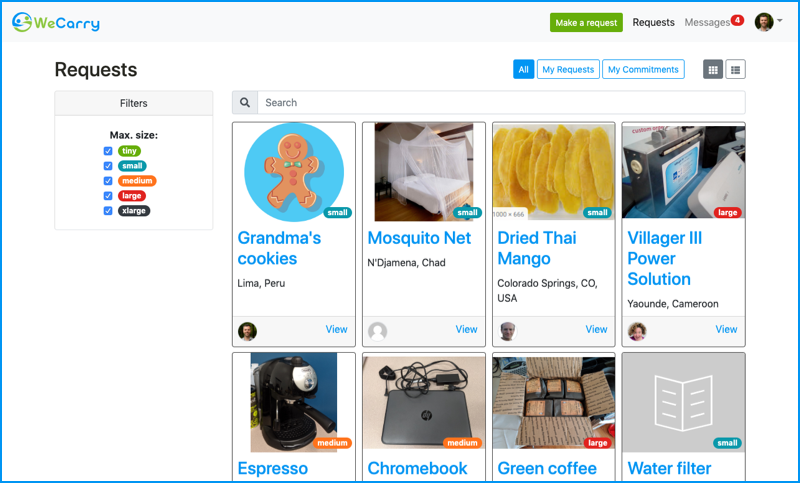 WeCarry
Make a request
Requests
Messages 4
Requests
All
My Requests
My Commitments
Filters
Search
Max. size:
tiny
small
medium
large
xlarge
small
Grandma's
cookies
Lima, Peru
View
small
Mosquito Net
N'Djamena, Chad
View
1000 × 666
small
Dried Thai
Mango
Colorado Springs, CO,
USA
View
custom org
large
Villager III
Power
Solution
Yaounde, Cameroon
View
medium
Espresso
hp
medium
Chromebook
large
Green coffee
small
Water filter